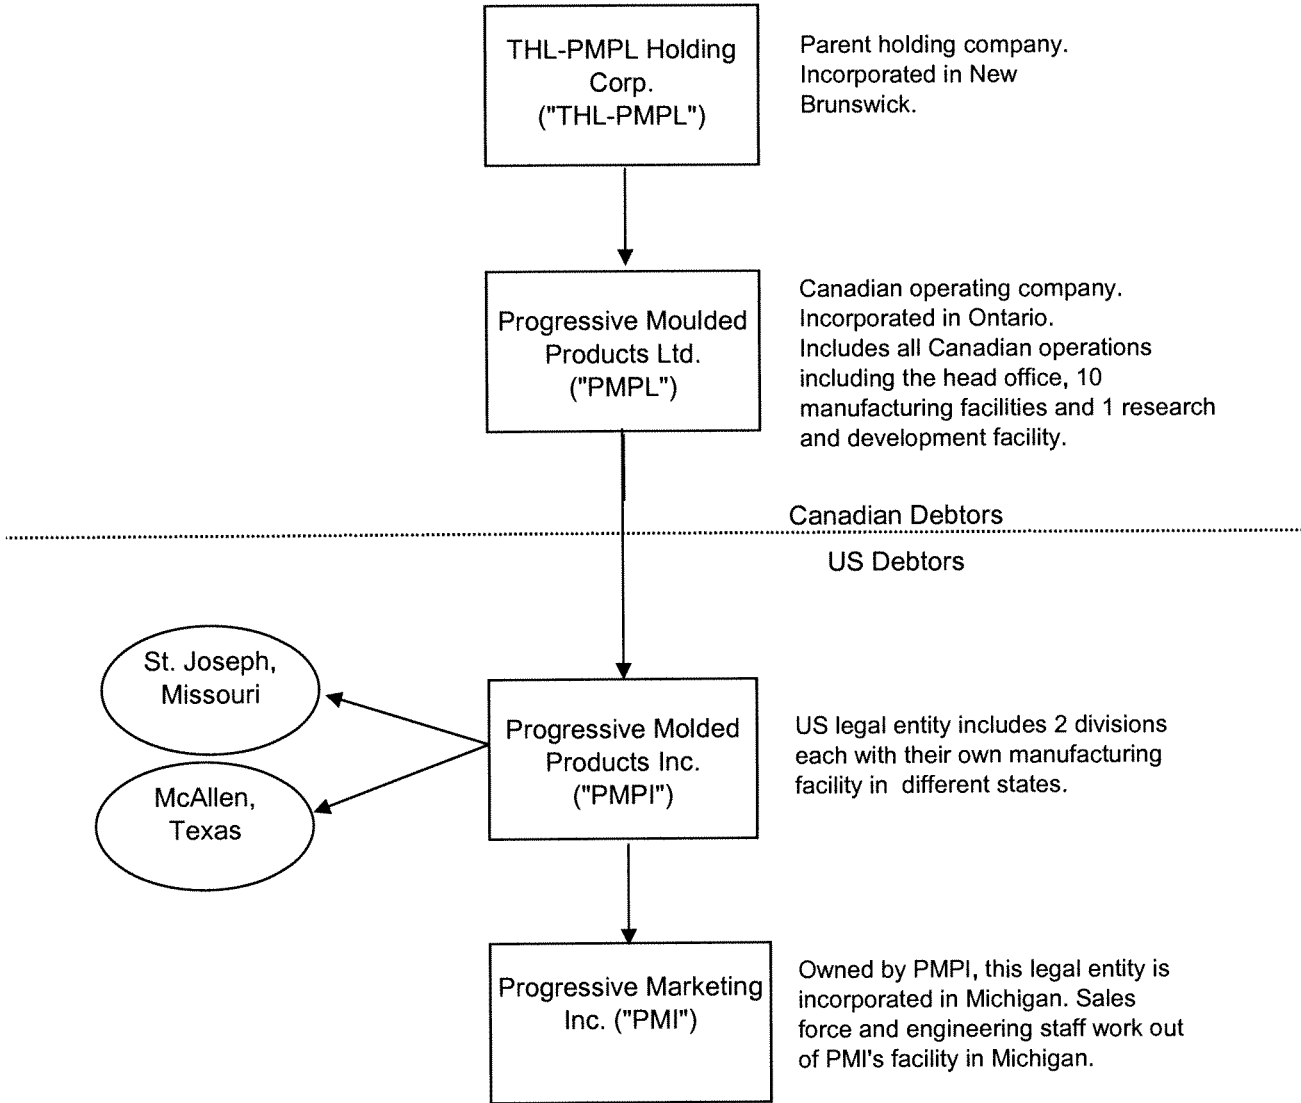 THL-PMPL Holding
Corp.
("THL-PMPL")
Parent holding company.
Incorporated in New
Brunswick.
Progressive Moulded
Products Ltd.
("PMPL")
Canadian operating company.
Incorporated in Ontario.
Includes all Canadian operations
including the head office, 10
manufacturing facilities and 1 research
and development facility.
Canadian Debtors
US Debtors
St. Joseph,
Missouri
McAllen,
Texas
Progressive Molded
Products Inc.
("PMPI")
US legal entity includes 2 divisions
each with their own manufacturing
facility in different states.
Progressive Marketing
Inc. ("PMI")
Owned by PMPI, this legal entity is
incorporated in Michigan. Sales
force and engineering staff work out
of PMI's facility in Michigan.